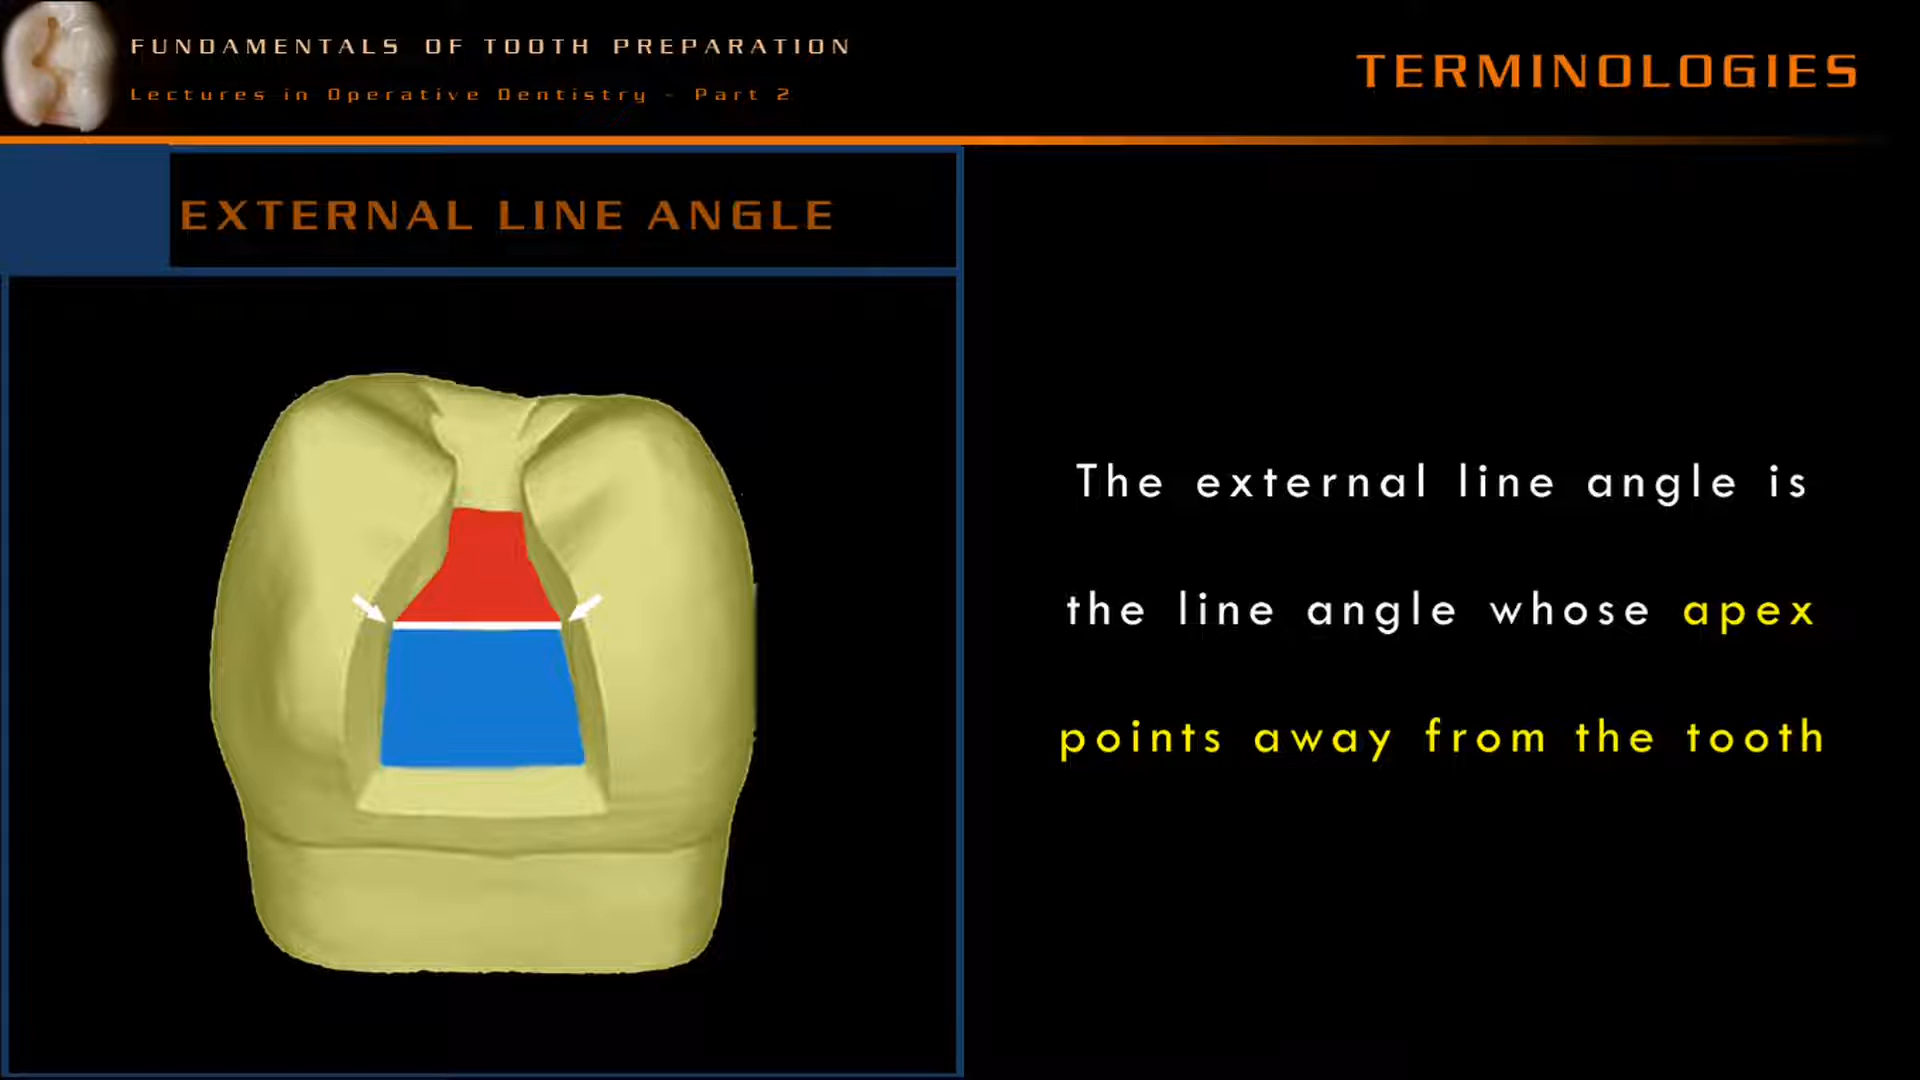 FUNDAMENTALS OF TOOTH PREPARATION
Lectures in Operative Dentistry - Part 2
TERMINOLOGIES
EXTERNAL LINE ANGLE
The external line angle is
the line angle whose apex
points away from the tooth